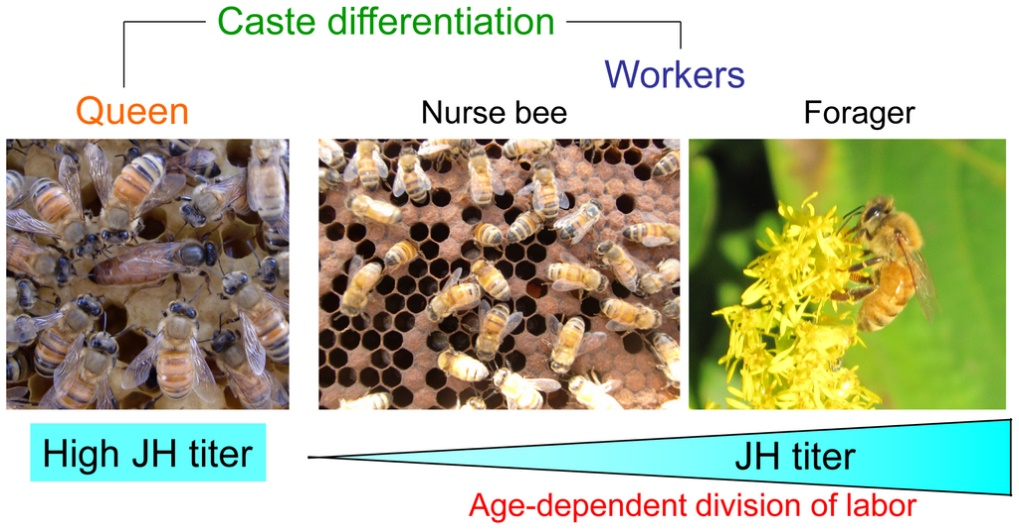 Caste differentiation
Workers
Queen
Nurse bee
Forager
High JH titer
JH titer
Age-dependent division of labor